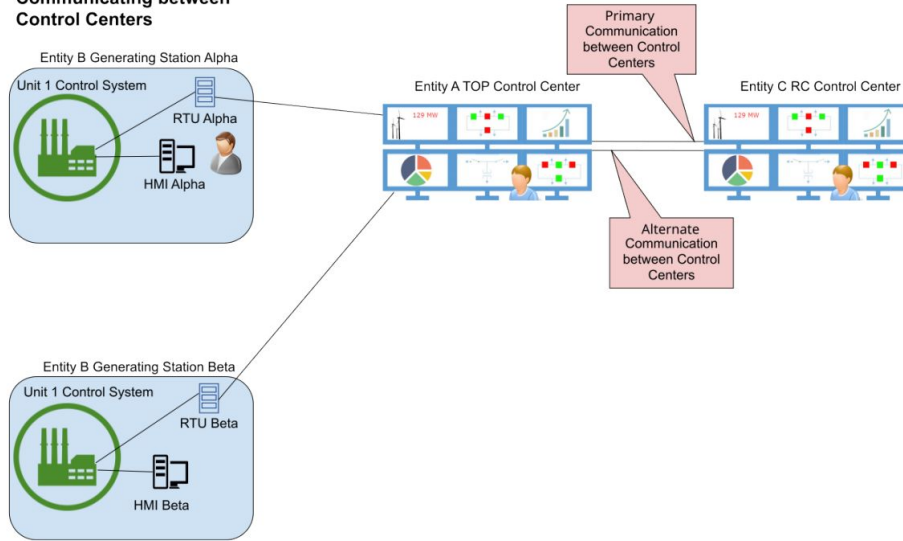 Communicating between
Control Centers
Entity B Generating Station Alpha
Unit 1 Control System
RTU Alpha
HMI Alpha
Entity A TOP Control Center
129 MW
Primary
Communication
between Control
Centers
Entity C RC Control Center
129 MW
Alternate
Communication
between Control
Centers
Entity B Generating Station Beta
Unit 1 Control System
RTU Beta
HMI Beta